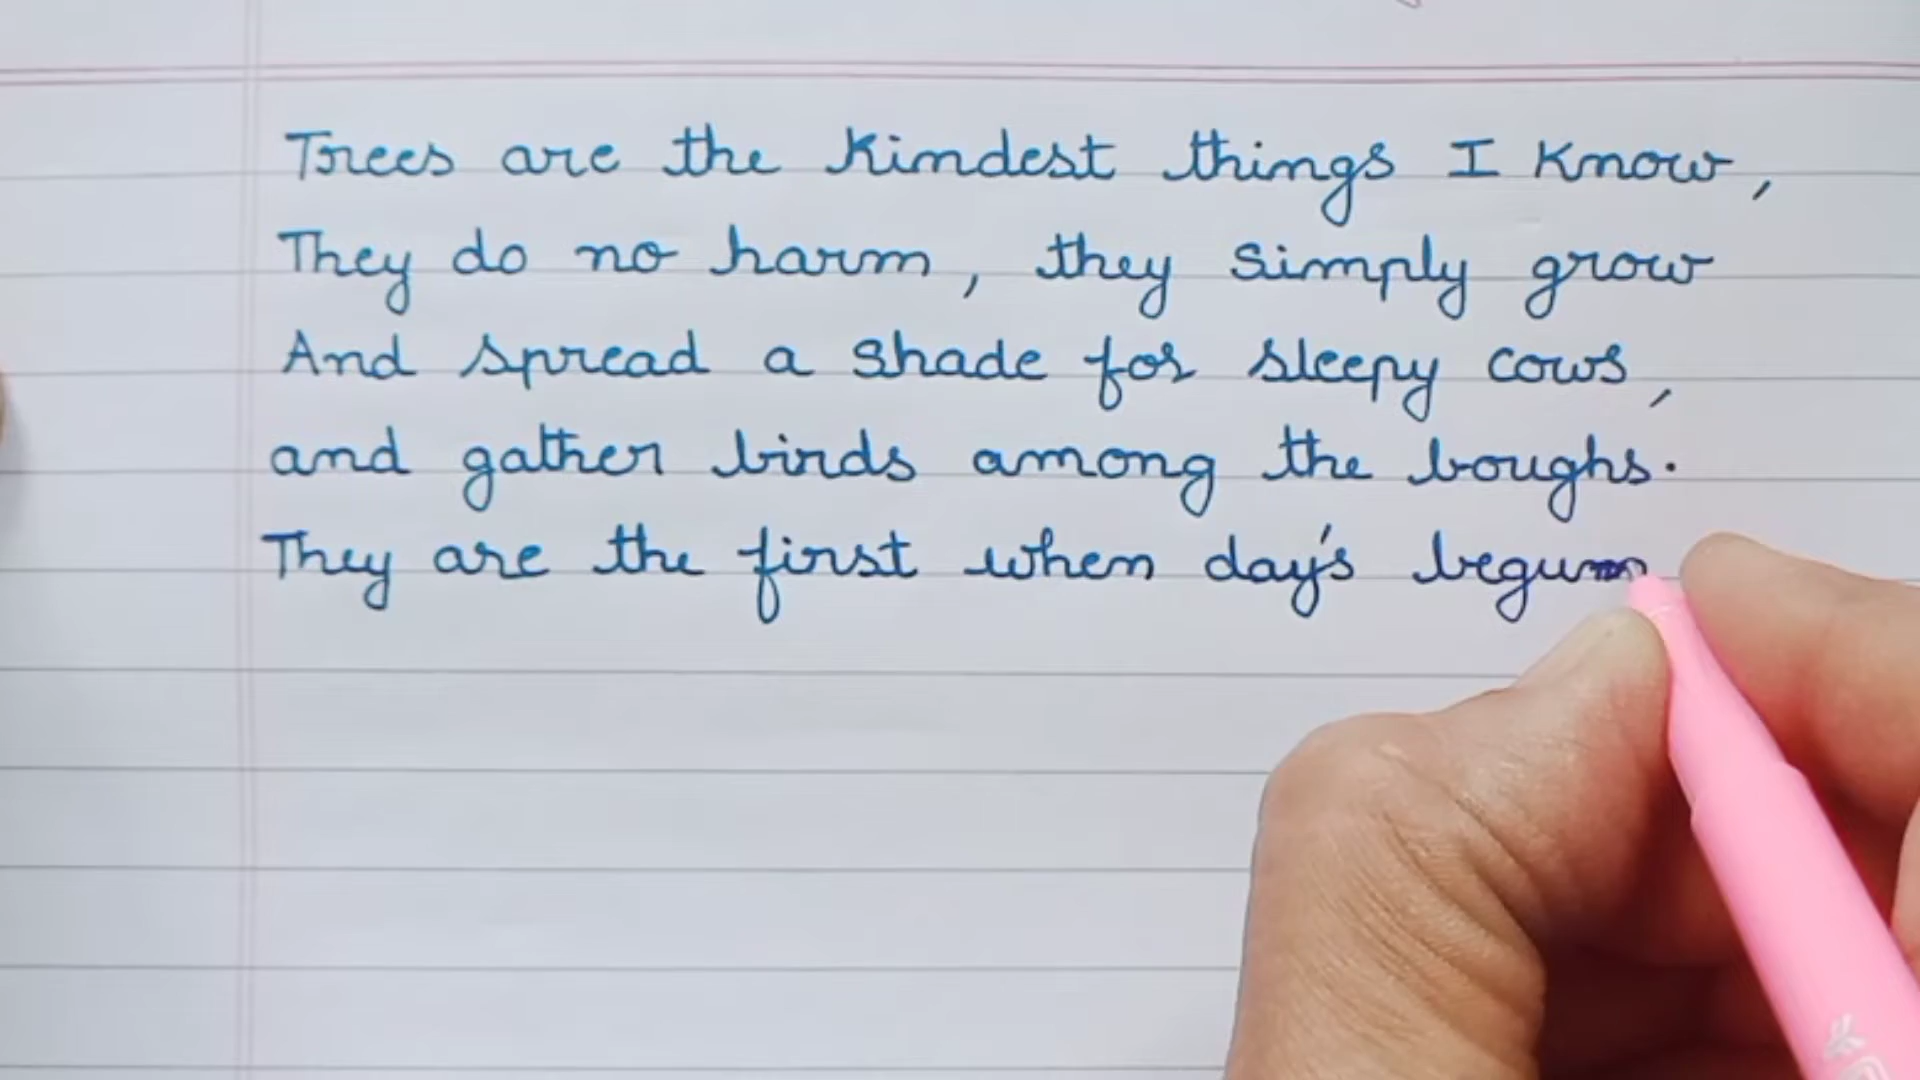 Trees are the kindest things I know,
They do no harm, they simply grow
And spread a shade for sleepy cows,
and gather birds among the boughs.
They are the first when day's begun